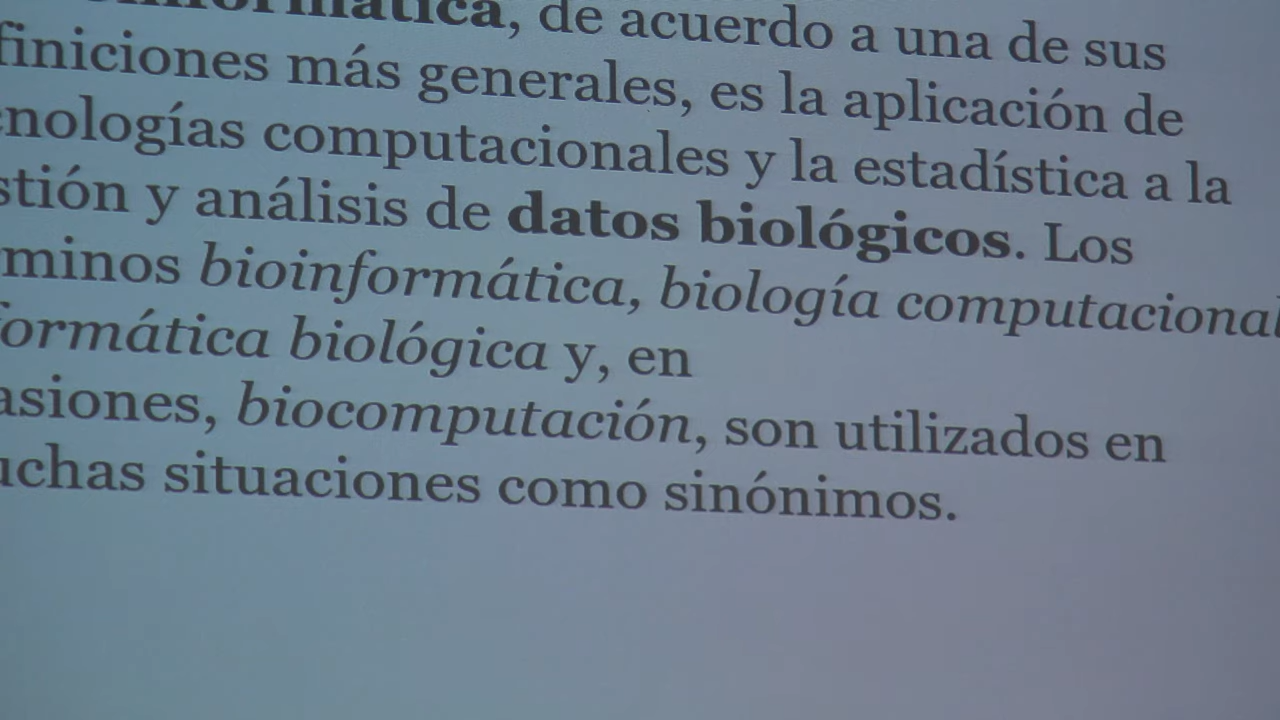 de acuerdo a una de sus
finiciones más generales, es la aplicación de
nologías computacionales y la estadística a la
stión y análisis de datos biológicos. Los
minos bioinformática, biología computacional
formática biológica y, en
asiones, biocomputación, son utilizados en
uchas situaciones como sinónimos.